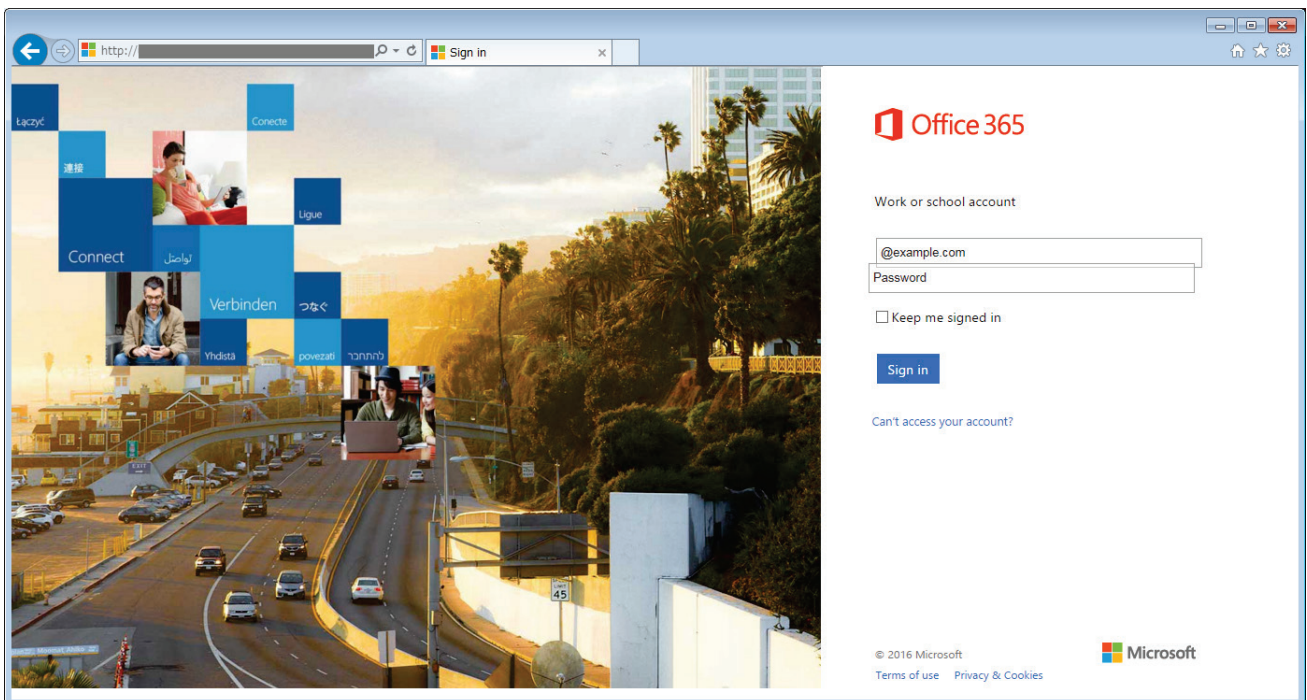 http://
Sign in
Łączyć
Conecte
連接
Ligue
Connect
تواصل
Verbinden
つなぐ
Yhdistä
povezati
להתחבר
EXIT
LIMIT
45
Office 365
Work or school account
@example.com
Password
Keep me signed in
Sign in
Can't access your account?
© 2016 Microsoft
Terms of use Privacy & Cookies
Microsoft